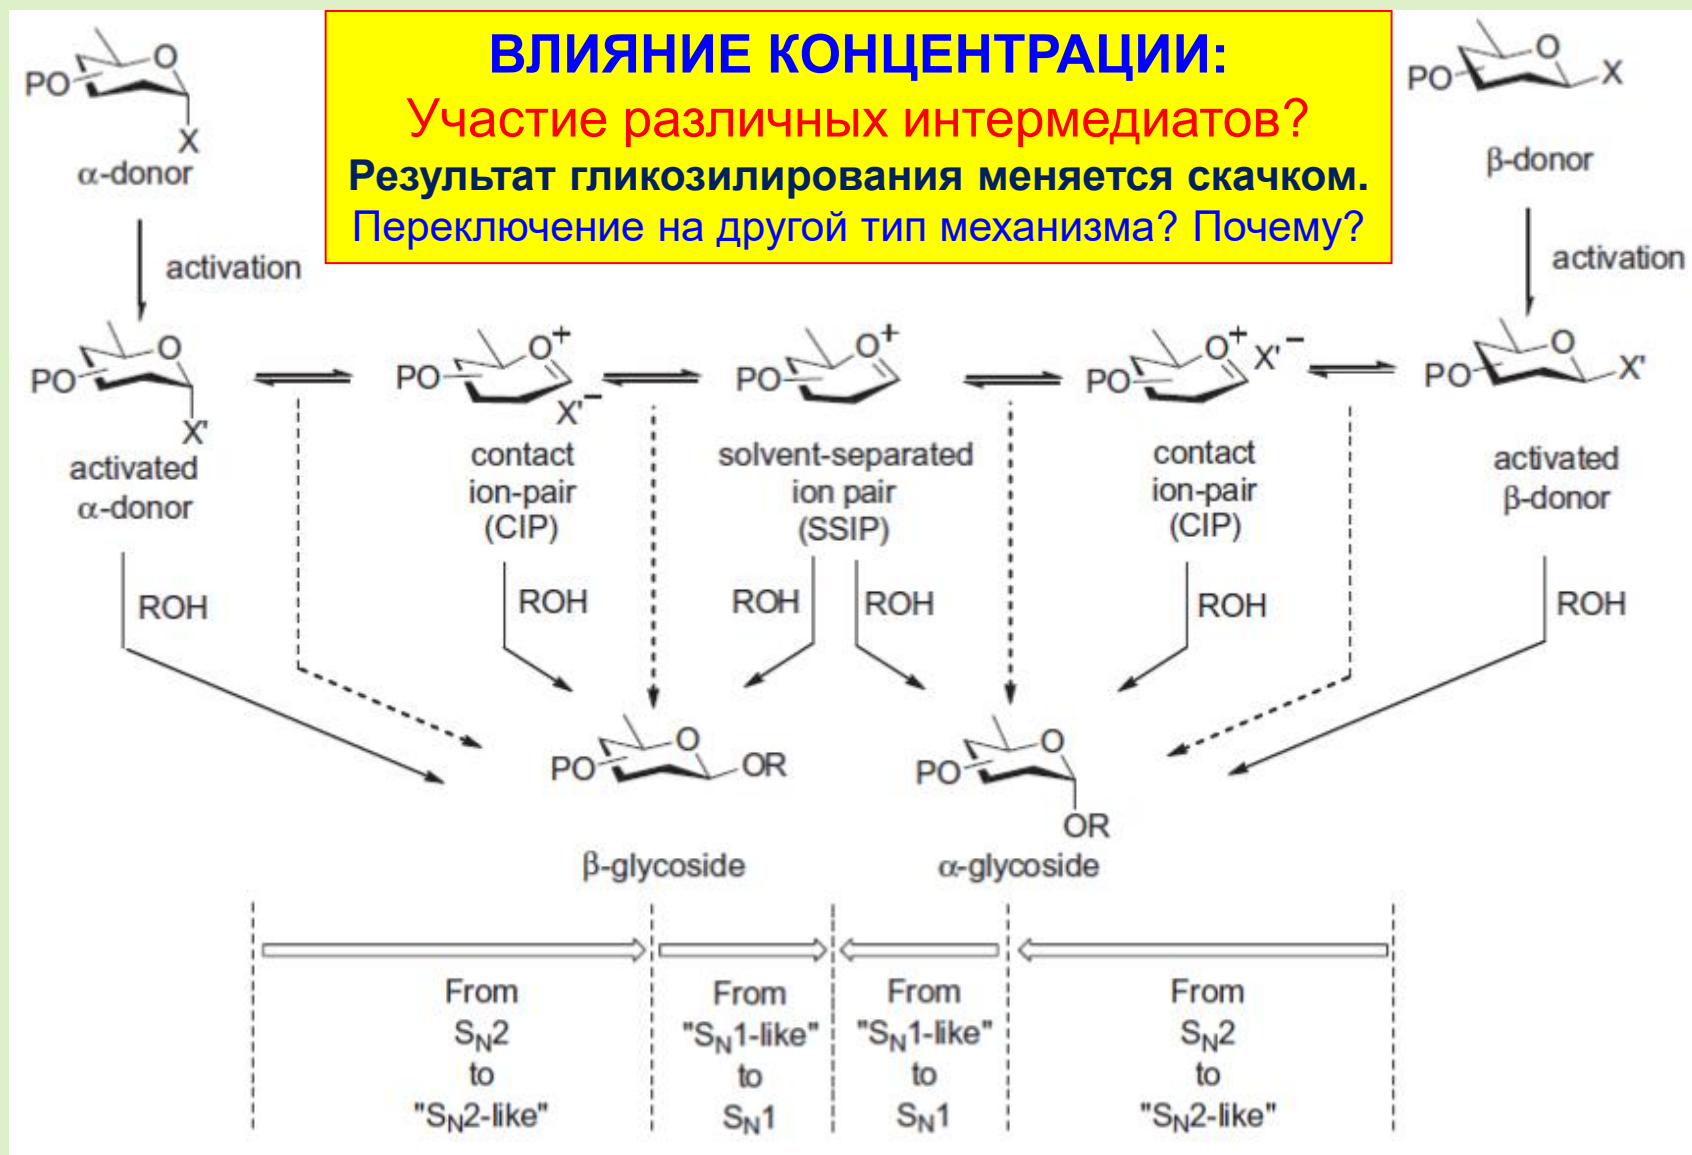 ВЛИЯНИЕ КОНЦЕНТРАЦИИ:
Участие различных интермедиатов?
Результат гликозилирования меняется скачком.
Переключение на другой тип механизма? Почему?
O
PO
X
α-donor
O
PO
X
β-donor
activation
activation
O
PO
X'
activated
α-donor
O+
PO
X'−
contact
ion-pair
(CIP)
O+
PO
solvent-separated
ion pair
(SSIP)
O+
X'−
PO
contact
ion-pair
(CIP)
O
PO
X'
activated
β-donor
ROH
ROH
ROH
ROH
ROH
ROH
O
PO
OR
β-glycoside
O
PO
OR
α-glycoside
From
SN2
to
"SN2-like"
From
"SN1-like"
to
SN1
From
"SN1-like"
to
SN1
From
SN2
to
"SN2-like"